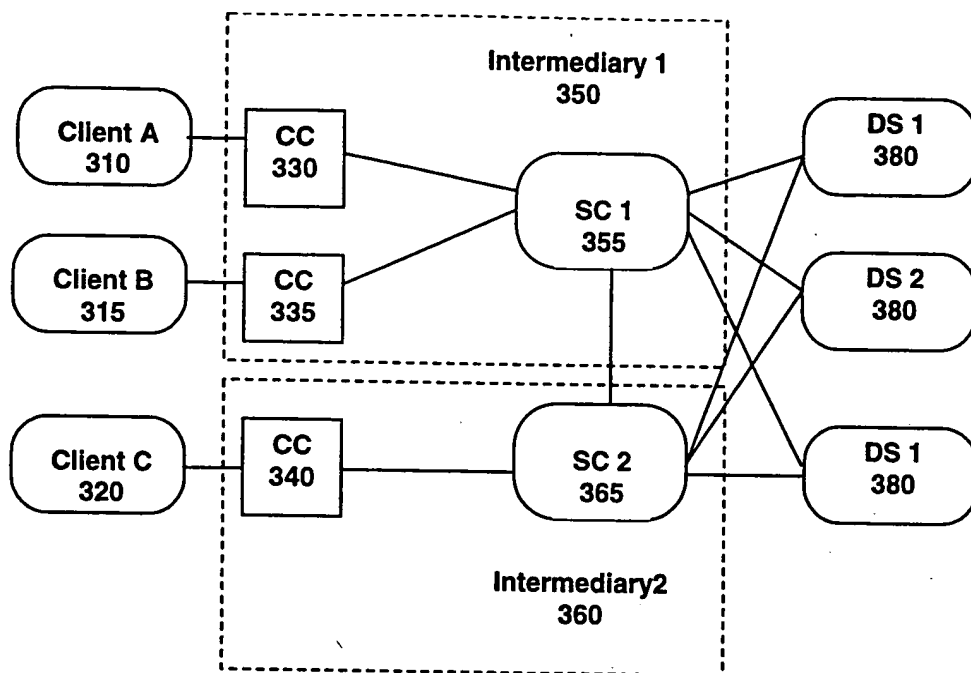 Intermediary 1
350
Client A
310
CC
330
DS 1
380
SC 1
355
Client B
315
CC
335
DS 2
380
Client C
320
CC
340
SC 2
365
DS 1
380
Intermediary2
360